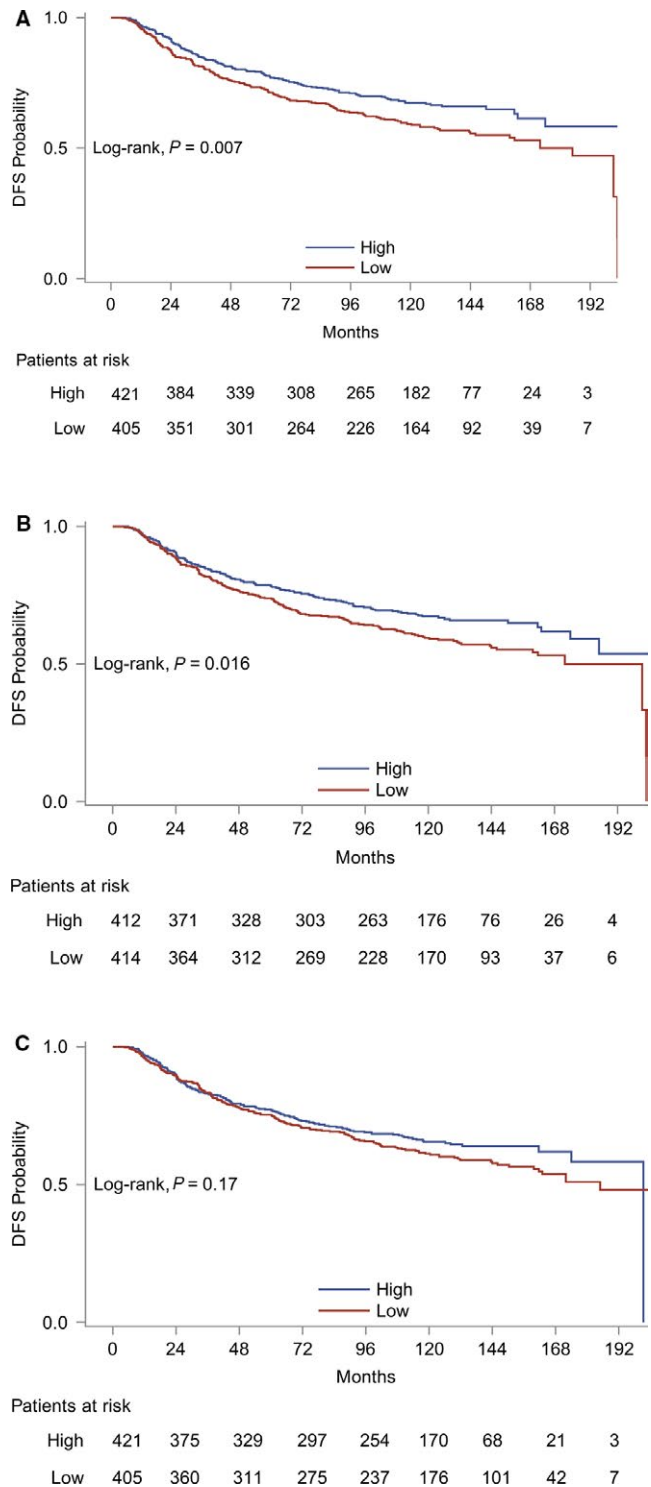 A
1.0
DFS Probability
0.5
Log-rank, P = 0.007
High
Low
0.0
0 24 48 72 96 120 144 168 192
Months
Patients at risk
High 421 384 339 308 265 182 77 24 3
Low 405 351 301 264 226 164 92 39 7
B
1.0
DFS Probability
0.5
Log-rank, P = 0.016
High
Low
0.0
0 24 48 72 96 120 144 168 192
Months
Patients at risk
High 412 371 328 303 263 176 76 26 4
Low 414 364 312 269 228 170 93 37 6
C
1.0
DFS Probability
0.5
Log-rank, P = 0.17
High
Low
0.0
0 24 48 72 96 120 144 168 192
Months
Patients at risk
High 421 375 329 297 254 170 68 21 3
Low 405 360 311 275 237 176 101 42 7